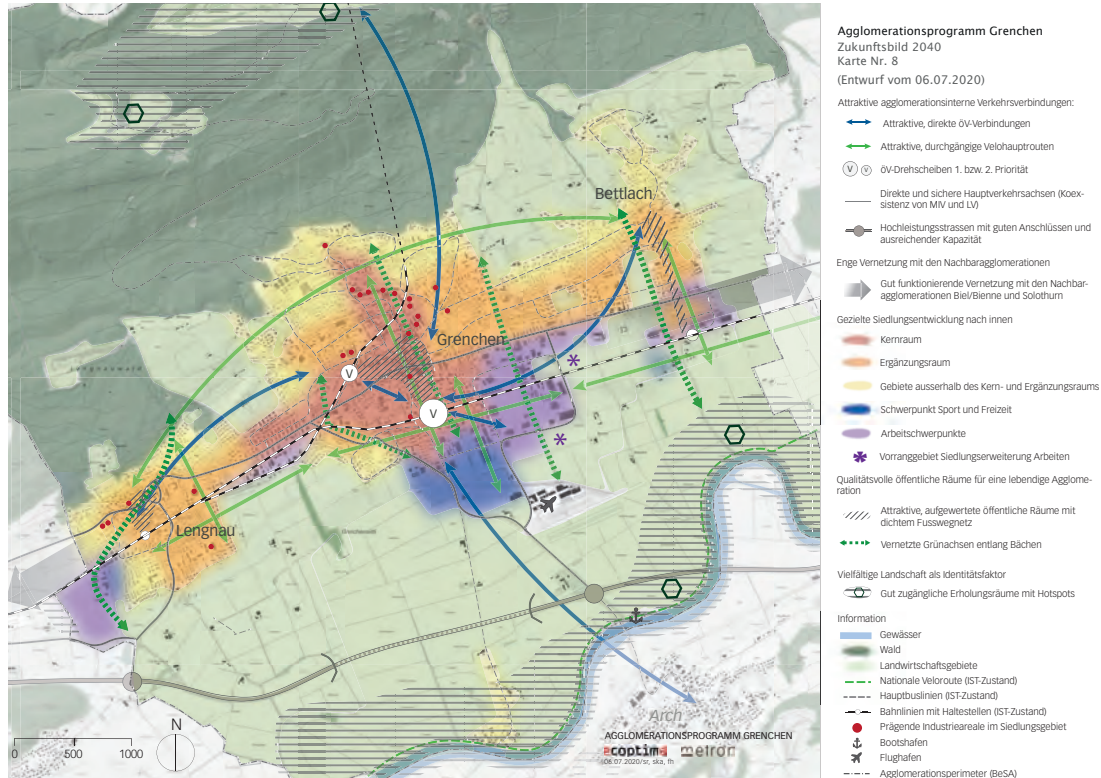 Bettlach
Grenchen
V
V
Lengnau
Arch
N
0
500
1000
AGGLOMERATIONSPROGRAMM GRENCHEN
metron
06.07.2020/sr, ska, fh
Agglomerationsprogramm Grenchen
Zukunftsbild 2040
Karte Nr. 8
(Entwurf vom 06.07.2020)
Attraktive agglomerationsinterne Verkehrsverbindungen:
Attraktive, direkte öV-Verbindungen
Attraktive, durchgängige Velohauptrouten
V V öV-Drehscheiben 1. bzw. 2. Priorität
Direkte und sichere Hauptverkehrsachsen (Koex-
sistenz von MIV und LV)
Hochleistungsstrassen mit guten Anschlüssen und
ausreichender Kapazität
Enge Vernetzung mit den Nachbaragglomerationen
Gut funktionierende Vernetzung mit den Nachbar-
agglomerationen Biel/Bienne und Solothurn
Gezielte Siedlungsentwicklung nach innen
Kernraum
Ergänzungsraum
Gebiete ausserhalb des Kern- und Ergänzungsraums
Schwerpunkt Sport und Freizeit
Arbeitschwerpunkte
Vorranggebiet Siedlungserweiterung Arbeiten
Qualitätsvolle öffentliche Räume für eine lebendige Agglome-
ration
Attraktive, aufgewertete öffentliche Räume mit
dichtem Fusswegnetz
Vernetzte Grünachsen entlang Bächen
Vielfältige Landschaft als Identitätsfaktor
Gut zugängliche Erholungsräume mit Hotspots
Information
Gewässer
Wald
Landwirtschaftsgebiete
Nationale Veloroute (IST-Zustand)
Hauptbuslinien (IST-Zustand)
Bahnlinien mit Haltestellen (IST-Zustand)
Prägende Industrieareale im Siedlungsgebiet
Bootshafen
Flughafen
Agglomerationsperimeter (BeSA)